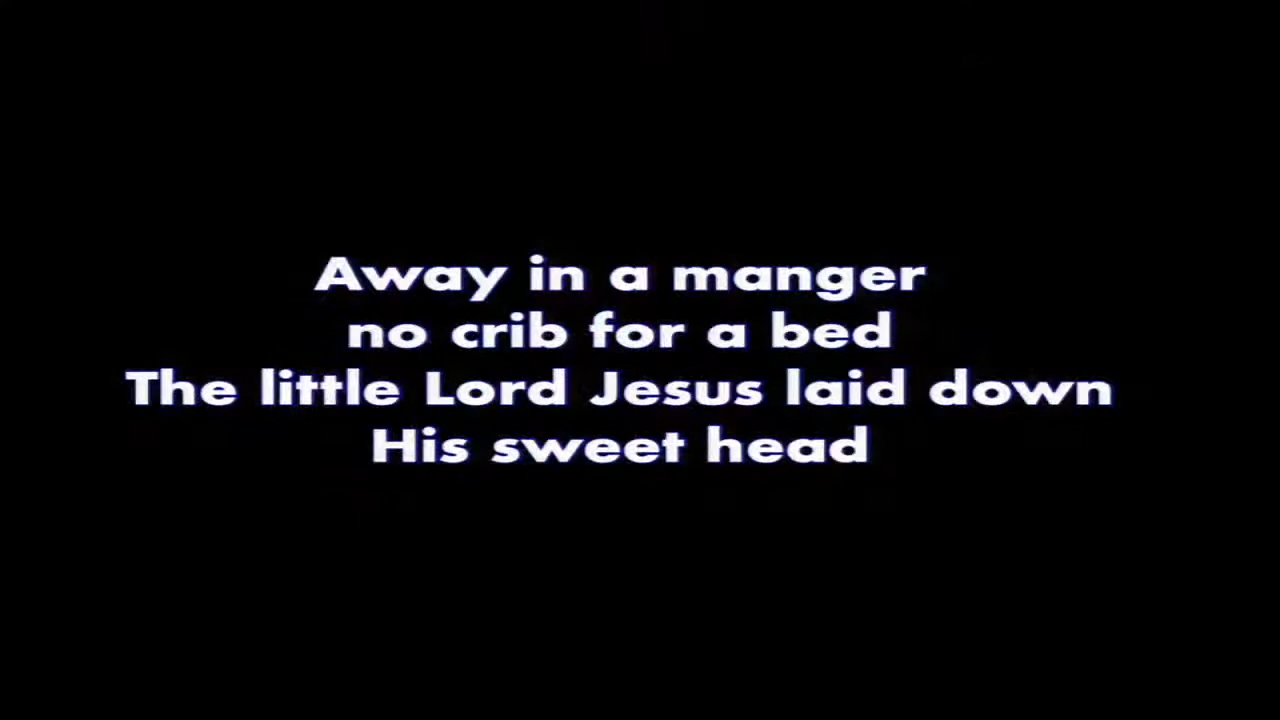 Away in a manger
no crib for a bed
The little Lord Jesus laid down
His sweet head